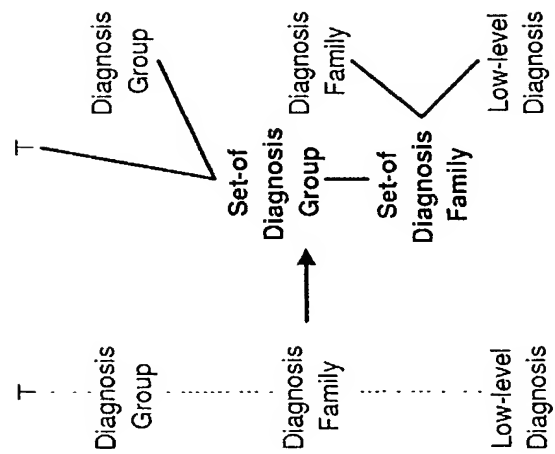 T
Diagnosis
Group
Diagnosis
Family
Low-level
Diagnosis
T
Diagnosis
Group
Set-of
Diagnosis
Group
Diagnosis
Family
Set-of
Diagnosis
Family
Low-level
Diagnosis